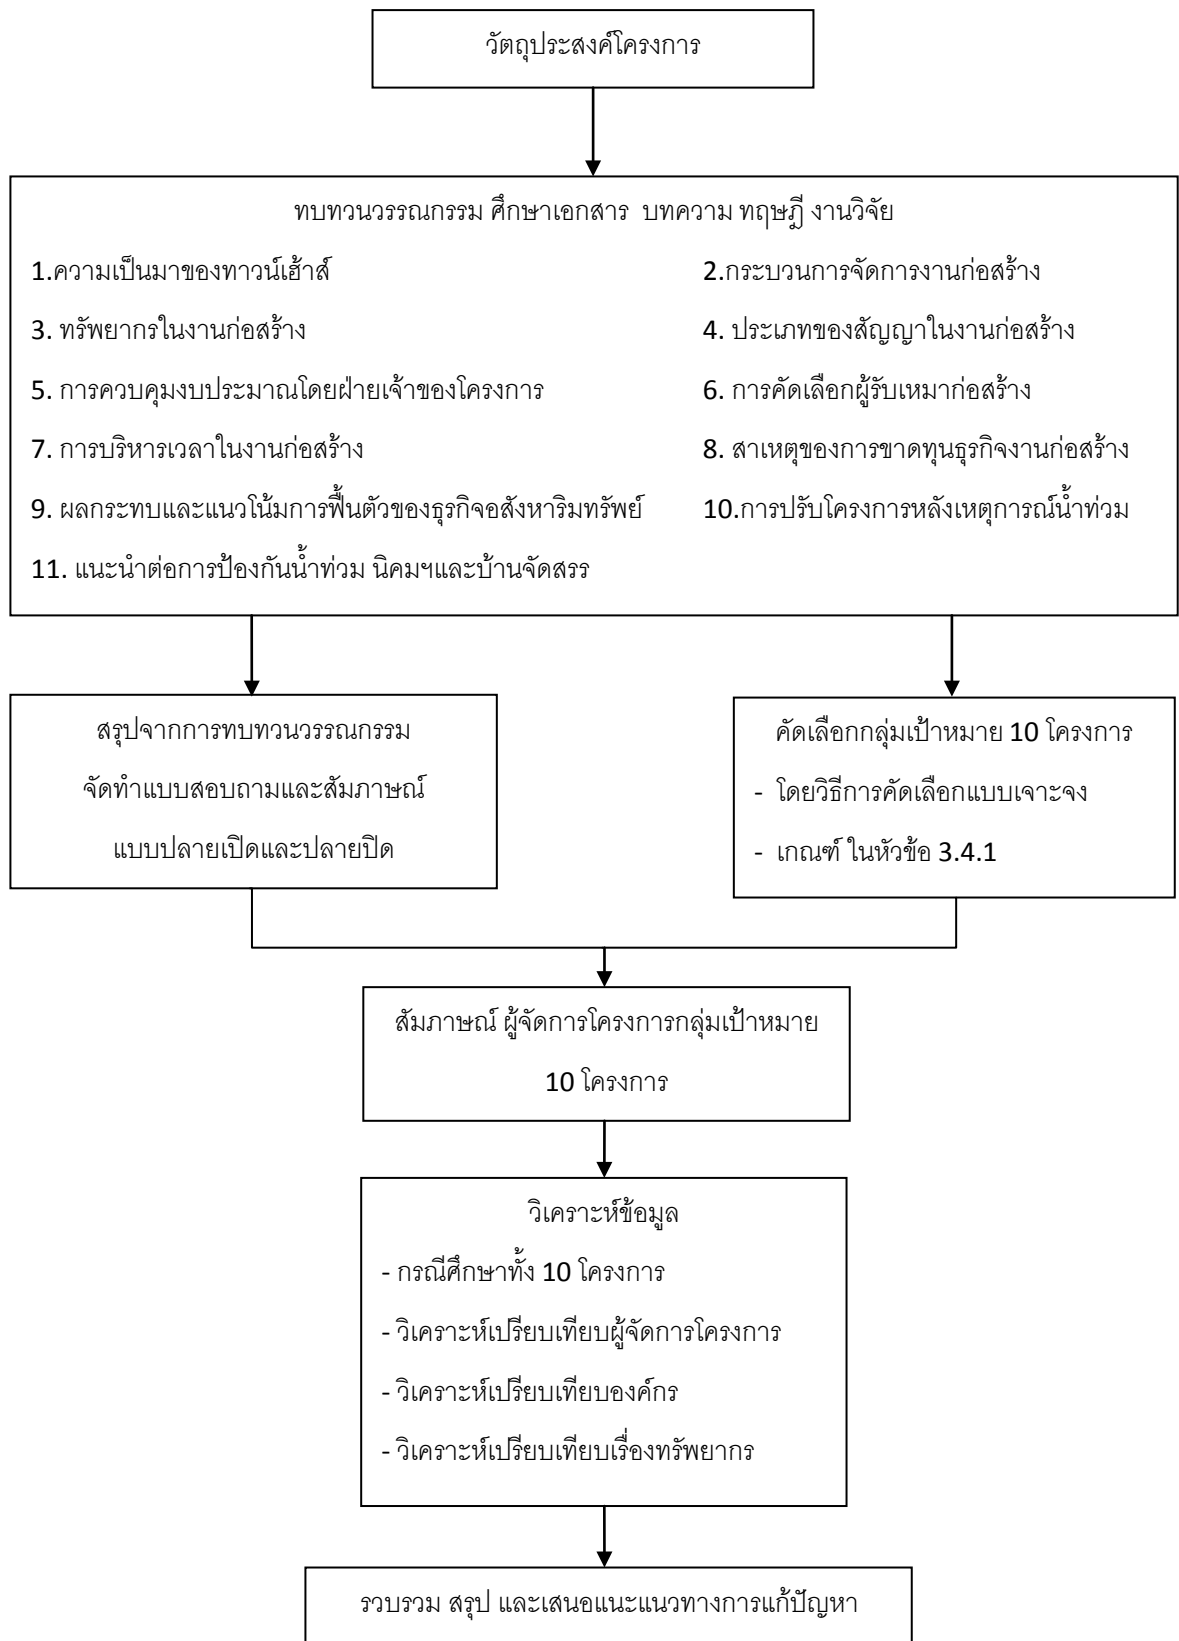 วัตถุประสงค์โครงการ
ทบทวนวรรณกรรม ศึกษาเอกสาร บทความ ทฤษฎี งานวิจัย
1.ความเป็นมาของทาวน์เฮ้าส์ 2.กระบวนการจัดการงานก่อสร้าง
3. ทรัพยากรในงานก่อสร้าง 4. ประเภทของสัญญาในงานก่อสร้าง
5. การควบคุมงบประมาณโดยฝ่ายเจ้าของโครงการ 6. การคัดเลือกผู้รับเหมาก่อสร้าง
7. การบริหารเวลาในงานก่อสร้าง 8. สาเหตุของการขาดทุนธุรกิจงานก่อสร้าง
9. ผลกระทบและแนวโน้มการฟื้นตัวของธุรกิจอสังหาริมทรัพย์ 10.การปรับโครงการหลังเหตุการณ์น้ำท่วม
11. แนะนำต่อการป้องกันน้ำท่วม นิคมฯและบ้านจัดสรร
สรุปจากการทบทวนวรรณกรรม
จัดทำแบบสอบถามและสัมภาษณ์
แบบปลายเปิดและปลายปิด
คัดเลือกกลุ่มเป้าหมาย 10 โครงการ
- โดยวิธีการคัดเลือกแบบเจาะจง
- เกณฑ์ ในหัวข้อ 3.4.1
สัมภาษณ์ ผู้จัดการโครงการกลุ่มเป้าหมาย
10 โครงการ
วิเคราะห์ข้อมูล
- กรณีศึกษาทั้ง 10 โครงการ
- วิเคราะห์เปรียบเทียบผู้จัดการโครงการ
- วิเคราะห์เปรียบเทียบองค์กร
- วิเคราะห์เปรียบเทียบเรื่องทรัพยากร
รวบรวม สรุป และเสนอแนะแนวทางการแก้ปัญหา